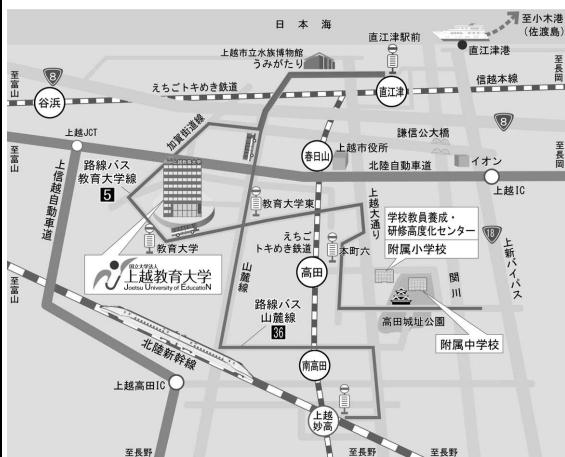 日本海
至小木港
(佐渡島)
直江津駅前
直江津港
上越市立水族博物館
うみがたり
至富山
8
えちごトキめき鉄道
信越本線
至長岡
谷浜
直江津
至長岡
上越JCT
加賀街道線
謙信公大橋
8
至富山
春日山
上越市役所
北陸自動車道
イオン
上越IC
路線バス
教育大学線
5
上信越自動車道
教育大学東
教育大学
上越大通り
学校教員養成・
研修高度化センター
附属小学校
18
上新バイパス
えちご
トキめき鉄道
本町六
関川
国立大学法人
上越教育大学
Joetsu University of EducatioN
山麓線
高田
至富山
路線バス
山麓線
36
高田城址公園
附属中学校
北陸新幹線
南高田
上越高田IC
上越
妙高
至長野
至長野
至長野